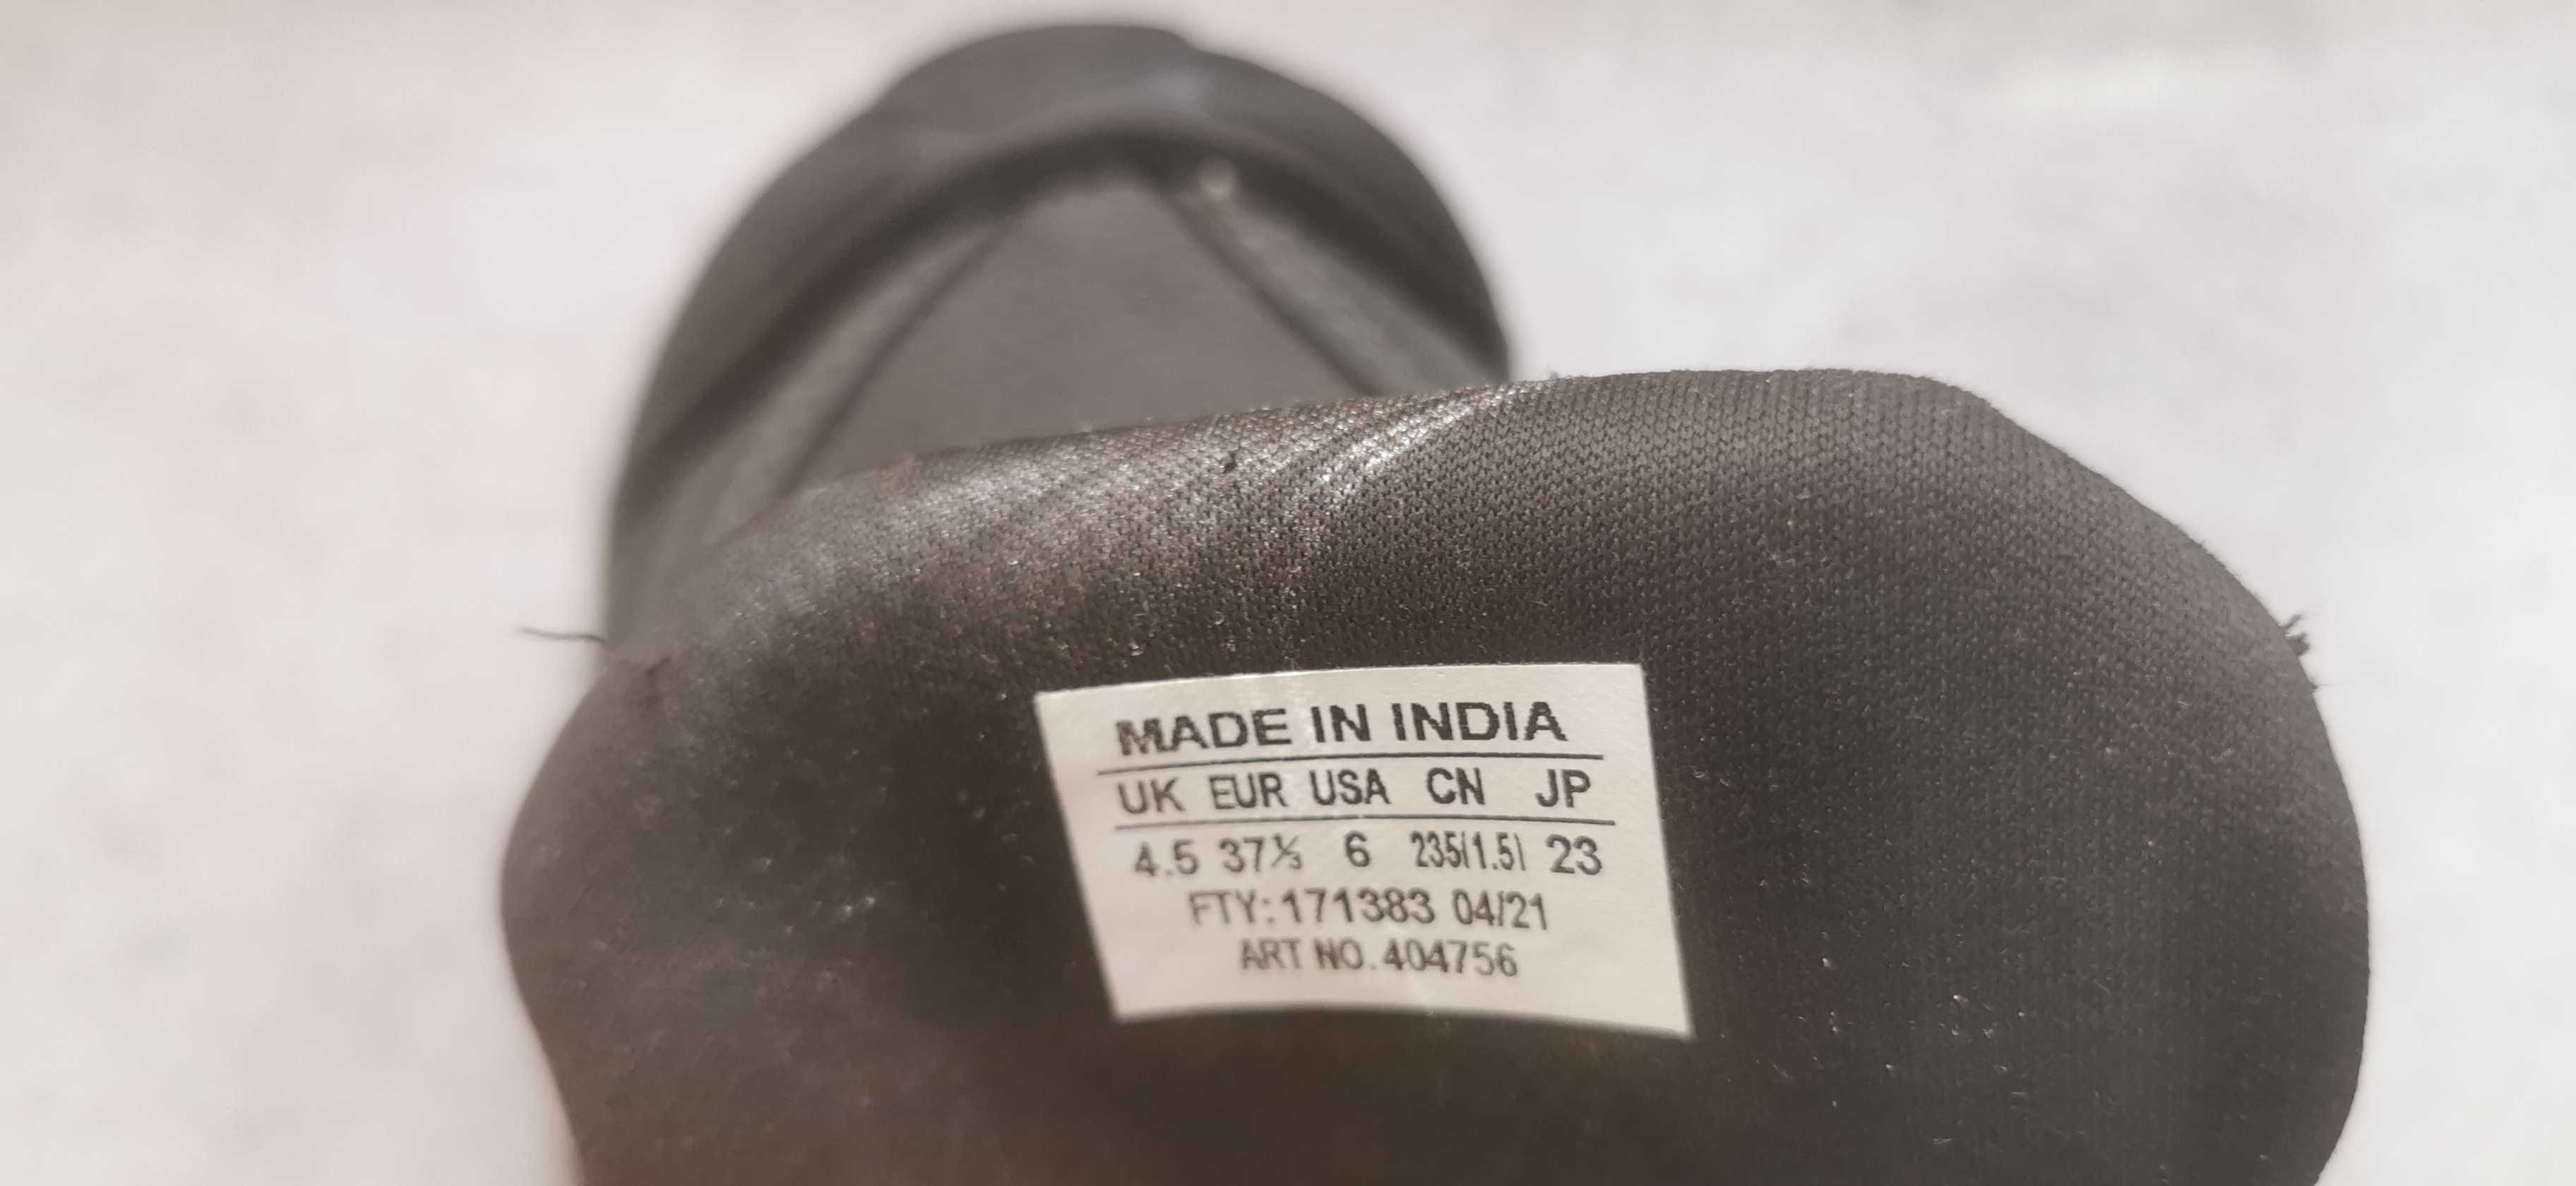 MADE IN INDIA
UK EUR USA CN JP
4.5 37⅓ 6 235(1.5) 23
FTY:171383 04/21
ART NO.404756